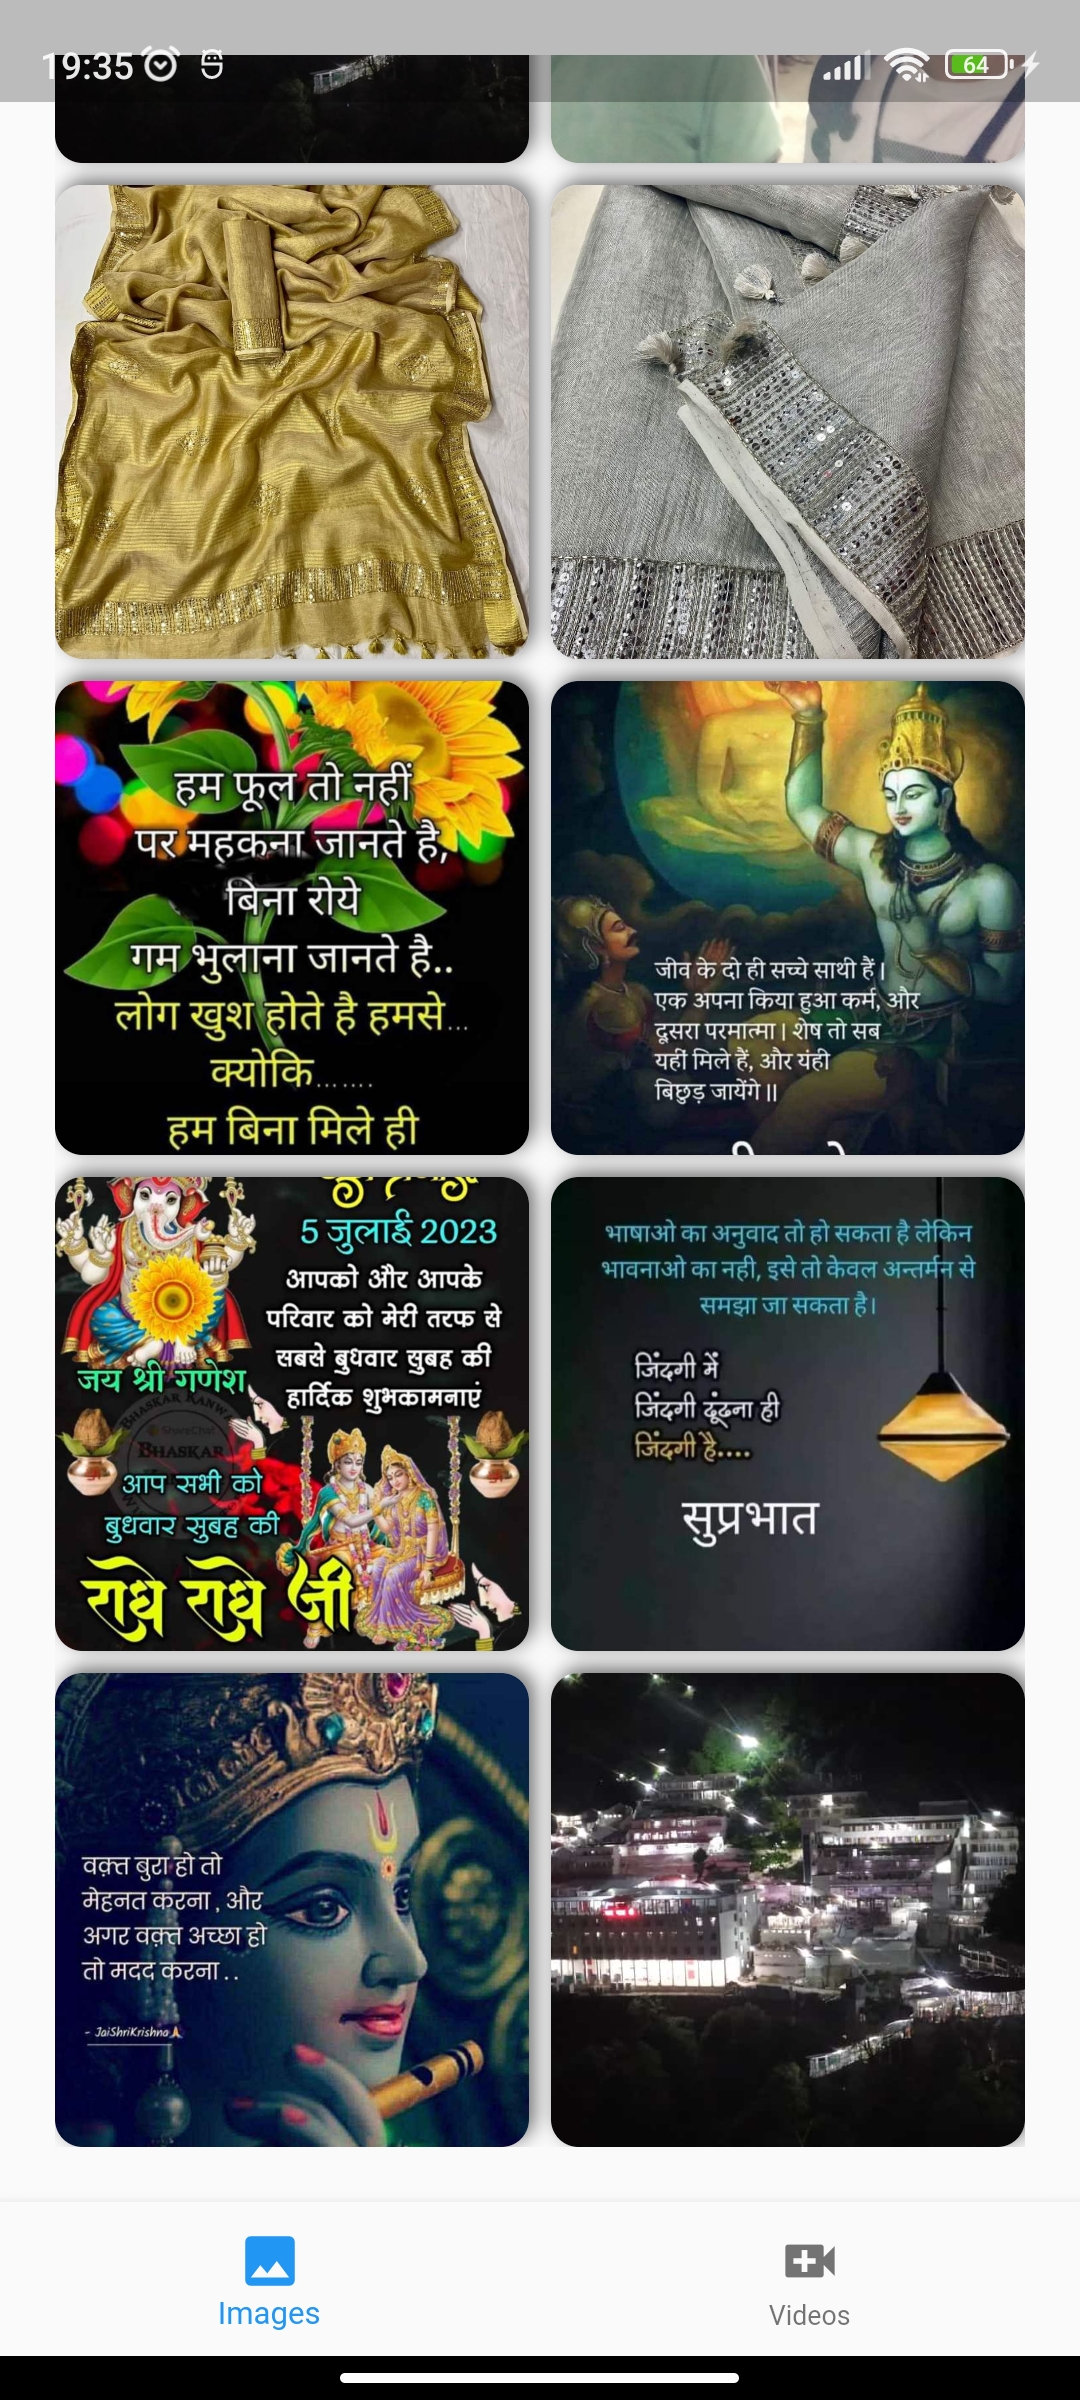 19:35
64
हम फूल तो नहीं
पर महकना जानते है,
बिना रोये
गम भुलाना जानते है..
लोग खुश होते है हमसे...
क्योकि.......
हम बिना मिले ही
जीव के दो ही सच्चे साथी हैं |
एक अपना किया हुआ कर्म, और
दूसरा परमात्मा | शेष तो सब
यहीं मिले हैं, और यंही
बिछुड़ जायेंगे ||
5 जुलाई 2023
आपको और आपके
परिवार को मेरी तरफ से
सबसे बुधवार सुबह की
हार्दिक शुभकामनाएं
जय श्री गणेश
BHASKAR KANW
ShareChat
BHASKAR
आप सभी को
बुधवार सुबह की
राधे राधे जी
भाषाओ का अनुवाद तो हो सकता है लेकिन
भावनाओ का नही, इसे तो केवल अन्तर्मन से
समझा जा सकता है।
जिंदगी में
जिंदगी ढूंढना ही
जिंदगी है....
सुप्रभात
वक़्त बुरा हो तो
मेहनत करना , और
अगर वक़्त अच्छा हो
तो मदद करना . .
- JaiShriKrishna🙏
Images
Videos